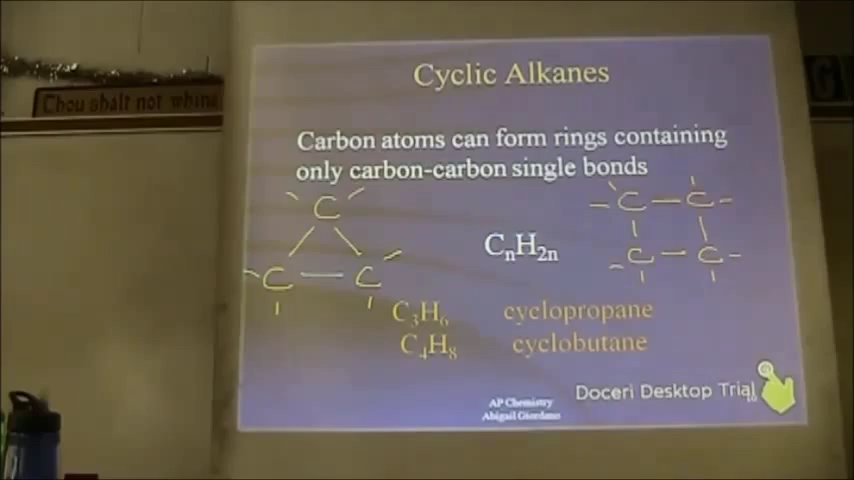 Chou shalt not whine
G
Cyclic Alkanes
Carbon atoms can form rings containing
only carbon-carbon single bonds
C
C C
C C
C C
CₙH₂ₙ
C₃H₆ cyclopropane
C₄H₈ cyclobutane
Doceri Desktop Trial
AP Chemistry
Abigail Giordano